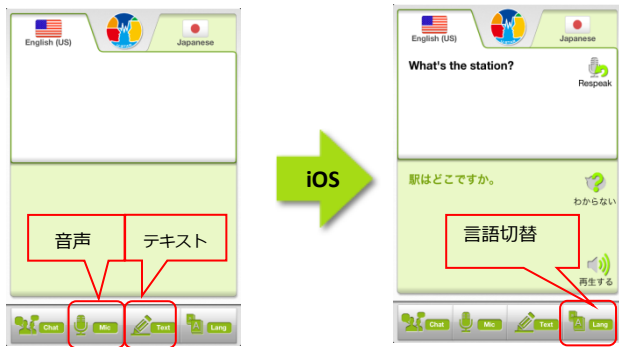 English (US)
Japanese
音声
テキスト
Chat
Mic
Text
Lang
iOS
English (US)
Japanese
What's the station?
Respeak
駅はどこですか。
わからない
言語切替
再生する
Chat
Mic
Text
Lang